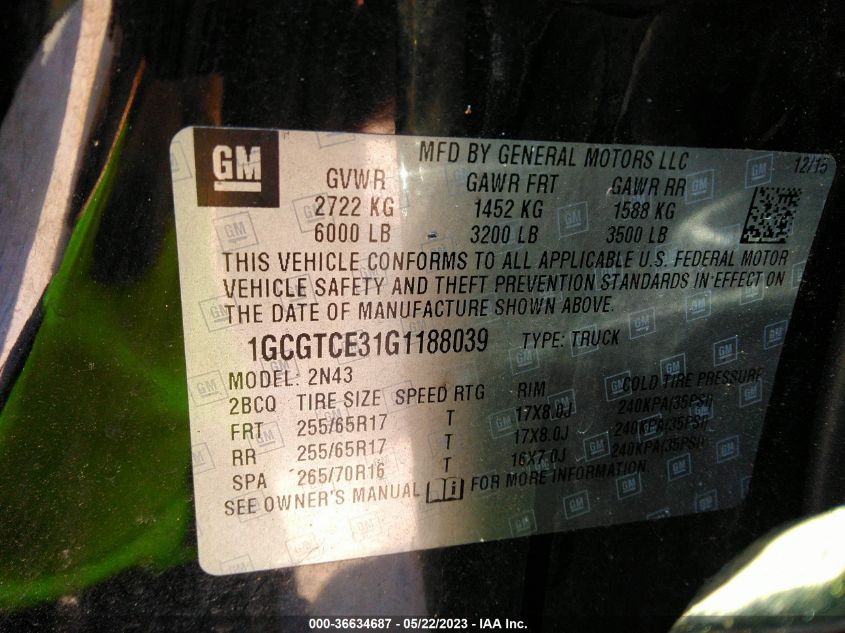 GM
MFD BY GENERAL MOTORS LLC
12/15
GVWR GAWR FRT GAWR RR
2722 KG 1452 KG 1588 KG
6000 LB 3200 LB 3500 LB
THIS VEHICLE CONFORMS TO ALL APPLICABLE U.S. FEDERAL MOTOR
VEHICLE SAFETY AND THEFT PREVENTION STANDARDS IN EFFECT ON
THE DATE OF MANUFACTURE SHOWN ABOVE.
1GCGTCE31G1188039 TYPE: TRUCK
MODEL: 2N43
2BCQ TIRE SIZE SPEED RTG RIM COLD TIRE PRESSURE
FRT 255/65R17 T 17X8.0J 240KPA(35PSI)
RR 255/65R17 T 17X8.0J 240KPA(35PSI)
SPA 265/70R16 T 16X7.0J 240KPA(35PSI)
SEE OWNER'S MANUAL FOR MORE INFORMATION
000-36634687 - 05/22/2023 - IAA Inc.